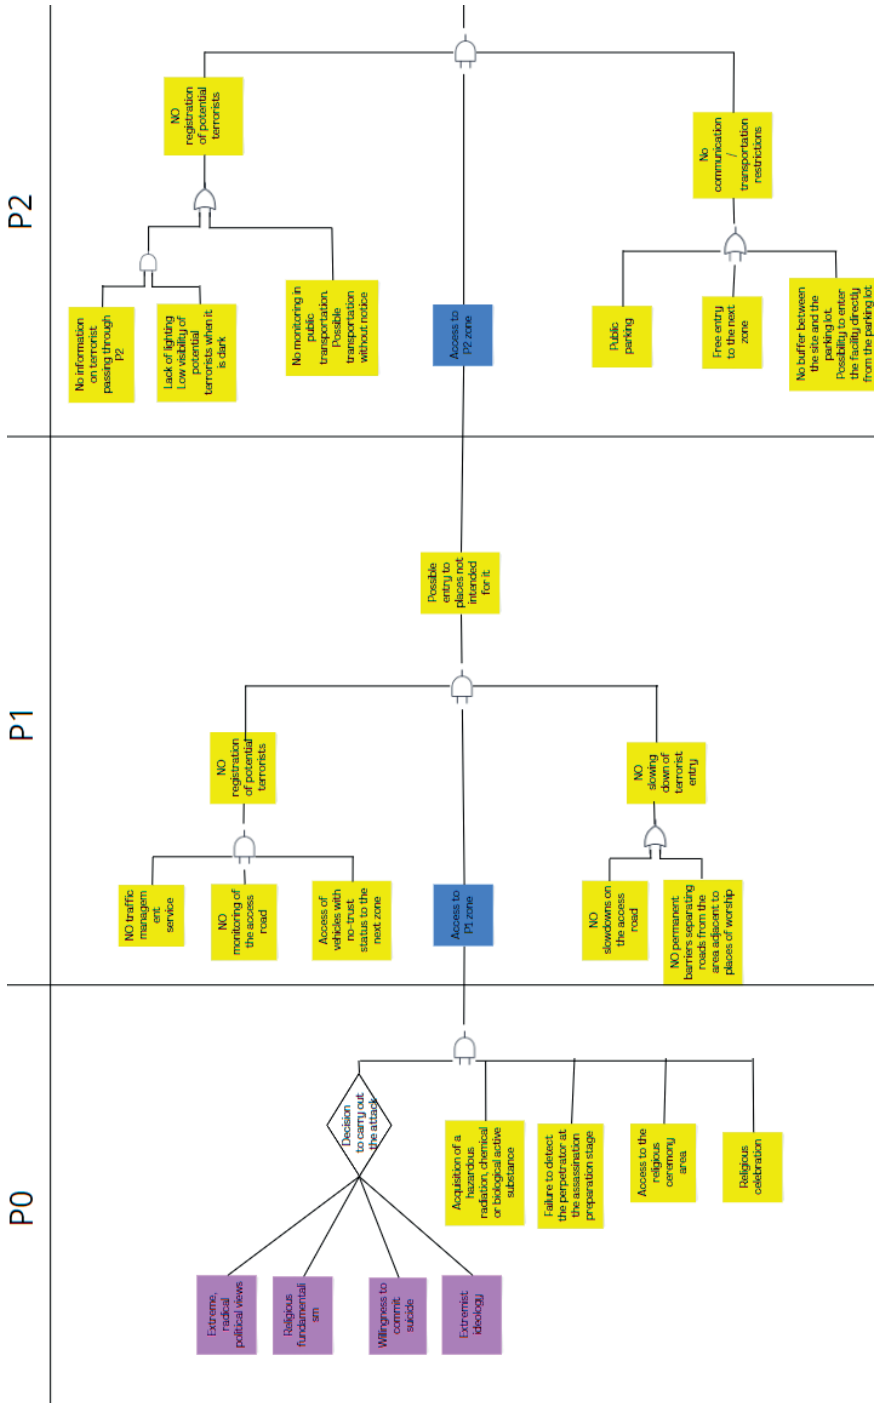 P0
P1
P2
Extreme,
radical
political views
Religious
fundamentali
sm
Willingness to
commit
suicide
Extremist
ideology
Decision
to carry out
the attack
Acquisition of a
hazardous
radiation, chemical
or biological active
substance
Failure to detect
the perpetrator at
the assassination
preparation stage
Access to the
religious
ceremony
area
Religious
celebration
NO traffic
managem
ent
service
NO
monitoring of
the access
road
Access of
vehicles with
no-trust
status to the
next zone
NO
registration
of potential
terrorists
Access to
P1 zone
NO
slowdowns on
the access
road
NO permanent
barriers separating
roads from the
area adjacent to
places of worship
NO
slowing
down of
terrorist
entry
Possible
entry to
places not
intended
for it
No information
on terrorist
passing through
P2
Lack of lighting
Low visibility of
potential
terrorists when it
is dark
No monitoring in
public
transportation.
Possible
transportation
without notice
NO
registration
of potential
terrorists
Access to
P2 zone
Public
parking
Free entry
to the next
zone
No buffer between
the site and the
parking lot.
Possibility to enter
the facility directly
from the parking lot
No
communication
/
transportation
restrictions